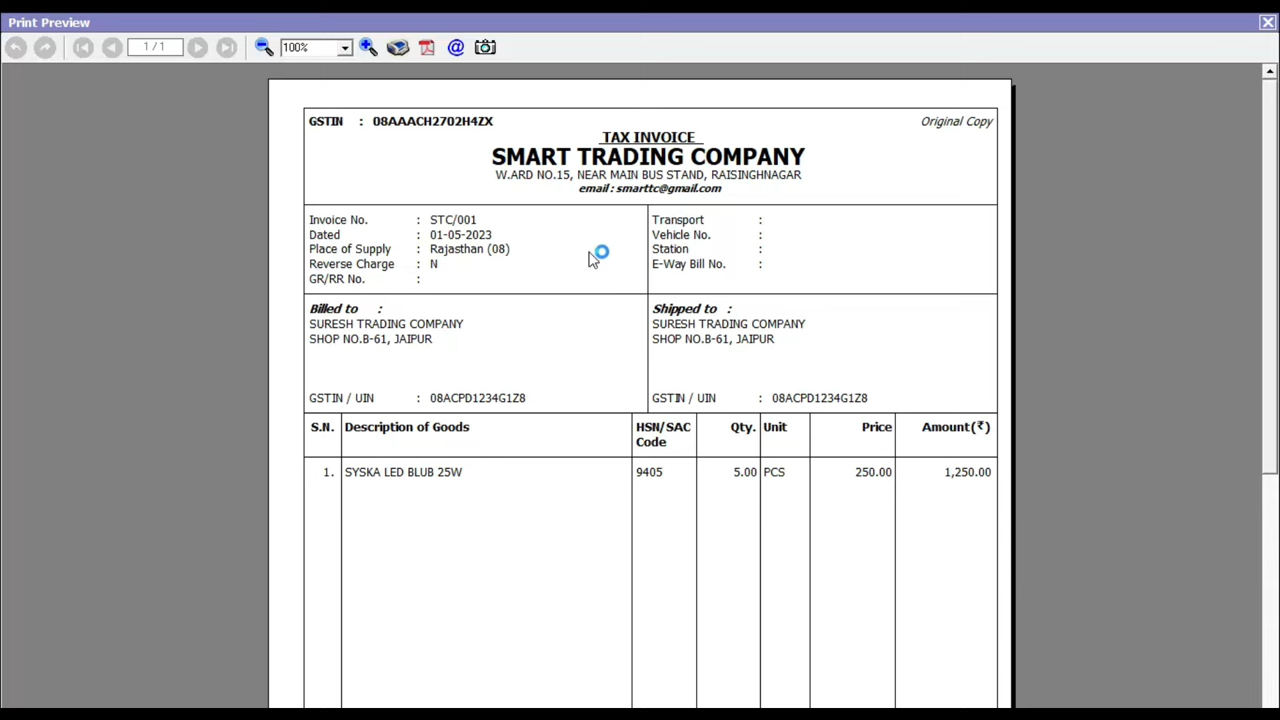 Print Preview
1 / 1
100%
GSTIN : 08AAACH2702H4ZX
Original Copy
TAX INVOICE
SMART TRADING COMPANY
W.ARD NO.15, NEAR MAIN BUS STAND, RAISINGHNAGAR
email : smarttc@gmail.com
Invoice No. : STC/001
Dated : 01-05-2023
Place of Supply : Rajasthan (08)
Reverse Charge : N
GR/RR No. :
Transport :
Vehicle No. :
Station :
E-Way Bill No. :
Billed to :
SURESH TRADING COMPANY
SHOP NO.B-61, JAIPUR
GSTIN / UIN : 08ACPD1234G1Z8
Shipped to :
SURESH TRADING COMPANY
SHOP NO.B-61, JAIPUR
GSTIN / UIN : 08ACPD1234G1Z8
S.N. Description of Goods HSN/SAC Code Qty. Unit Price Amount(₹)
1. SYSKA LED BLUB 25W 9405 5.00 PCS 250.00 1,250.00